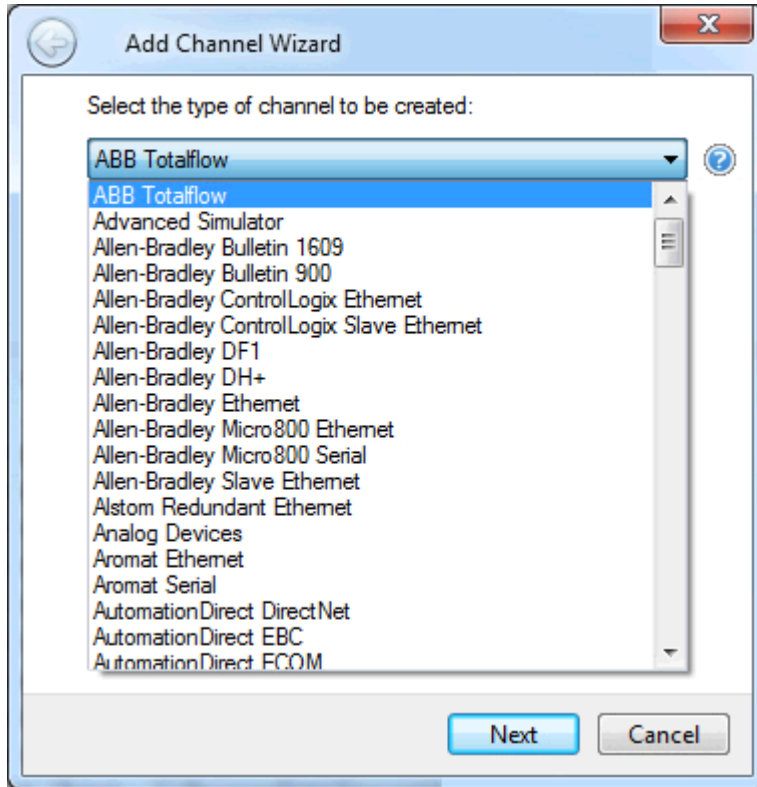 Add Channel Wizard
Select the type of channel to be created:
ABB Totalflow
ABB Totalflow
Advanced Simulator
Allen-Bradley Bulletin 1609
Allen-Bradley Bulletin 900
Allen-Bradley ControlLogix Ethernet
Allen-Bradley ControlLogix Slave Ethernet
Allen-Bradley DF1
Allen-Bradley DH+
Allen-Bradley Ethernet
Allen-Bradley Micro800 Ethernet
Allen-Bradley Micro800 Serial
Allen-Bradley Slave Ethernet
Alstom Redundant Ethernet
Analog Devices
Aromat Ethernet
Aromat Serial
AutomationDirect DirectNet
AutomationDirect EBC
AutomationDirect ECOM
Next
Cancel